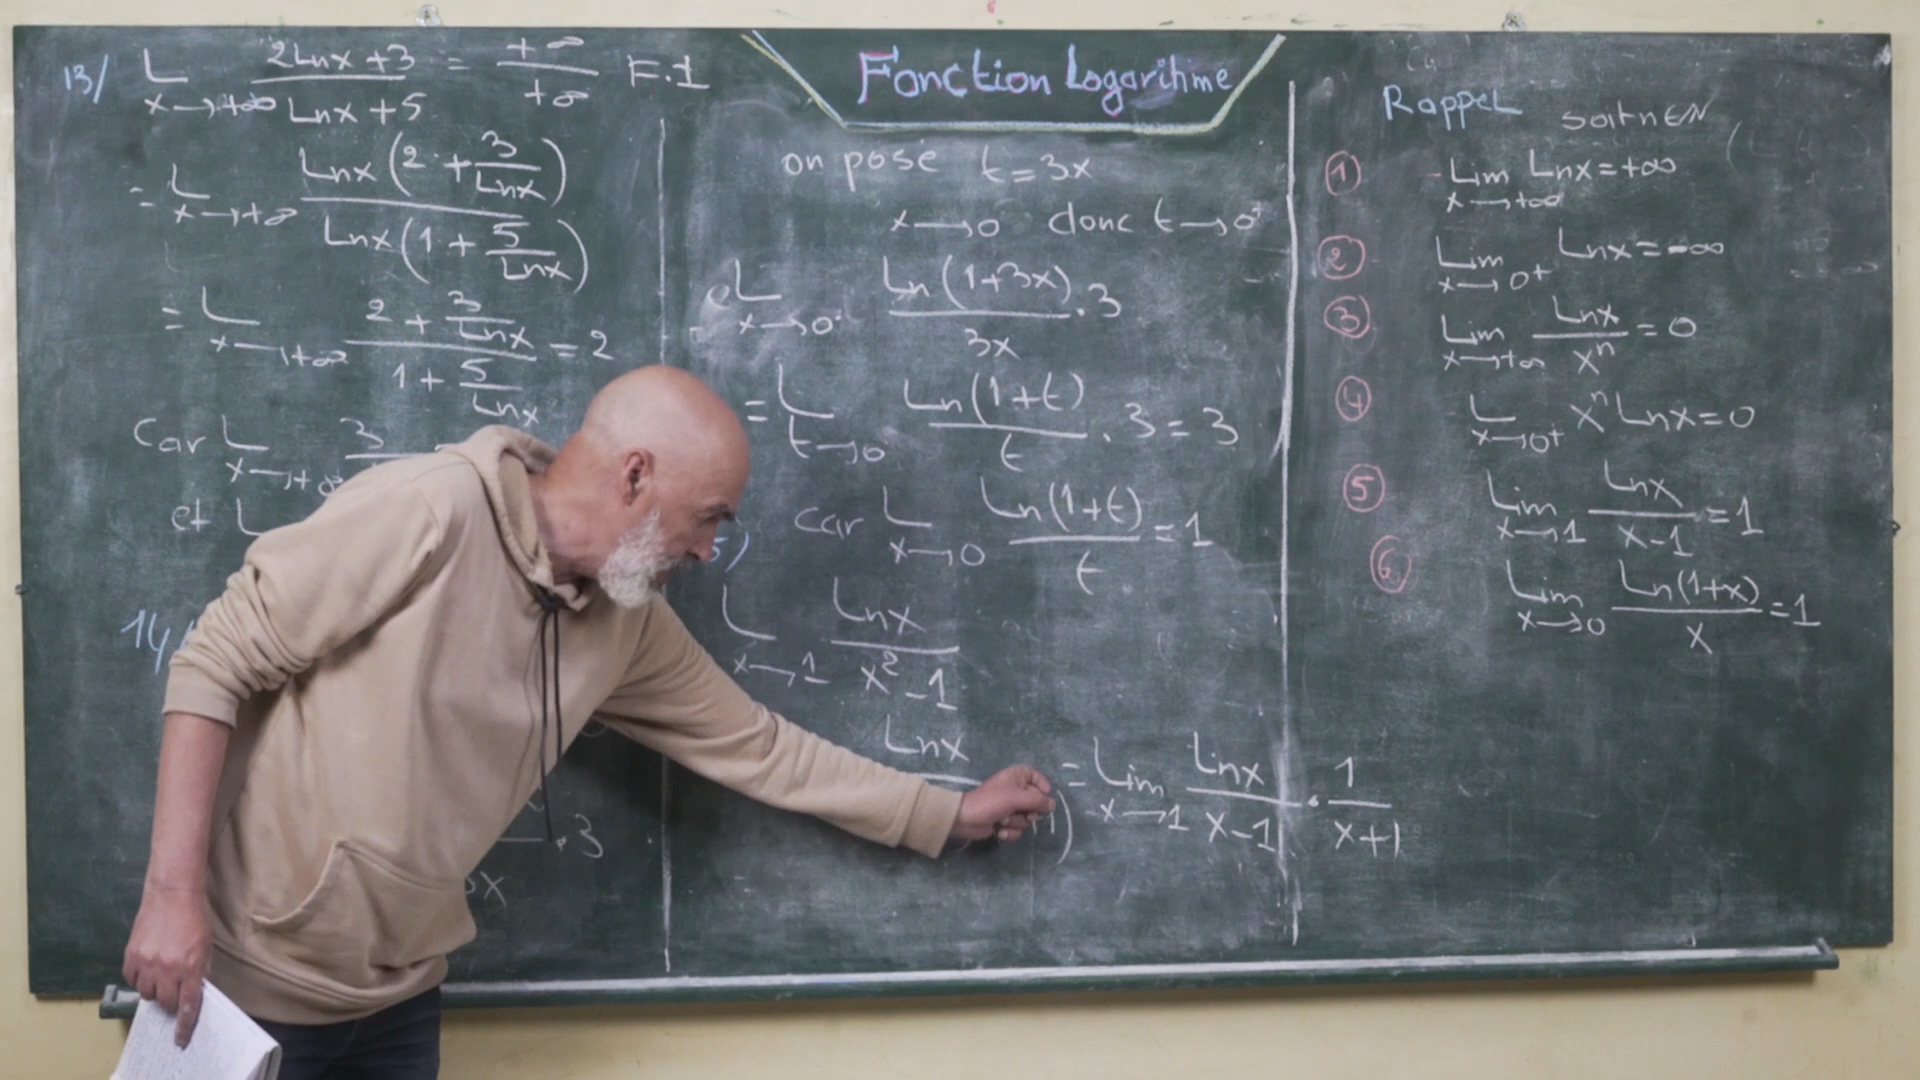 Fonction Logarithme
13/ L x→+∞ (2Lnx+3)/(Lnx+5) = +∞/+∞ F.1
= L x→+∞ Lnx(2+3/Lnx)/Lnx(1+5/Lnx)
= L x→+∞ (2+3/Lnx)/(1+5/Lnx) = 2
Car L x→+∞ 3/
et L
14/
.3
on pose t=3x
x→0 donc t→0⁺
L x→0 Ln(1+3x)/3x .3
= L t→0 Ln(1+t)/t .3=3
car L x→0 Ln(1+t)/t =1
5)
L x→1 Lnx/(x²-1)
Lnx
= Lim x→1 Lnx/(x-1) . 1/(x+1)
Rappel soit n∈N
① Lim x→+∞ Lnx=+∞
② Lim x→0⁺ Lnx=-∞
③ Lim x→+∞ Lnx/xⁿ =0
④ L x→0⁺ xⁿLnx=0
⑤ Lim x→1 Lnx/(x-1) =1
⑥ Lim x→0 Ln(1+x)/x =1